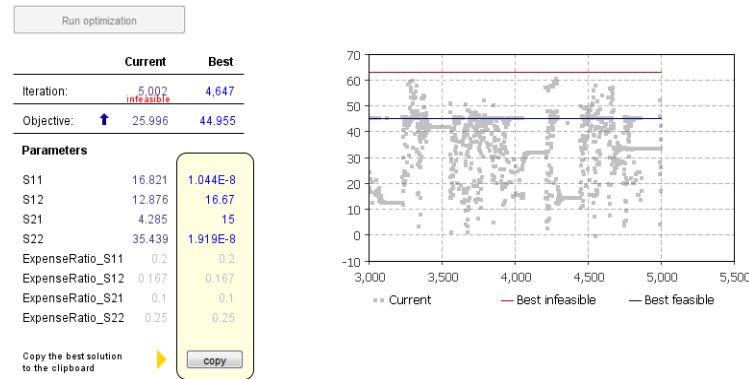 Run optimization
Current Best
Iteration: 5,002 4,647
infeasible
Objective: 25.996 44.955
Parameters
S11 16.821 1.044E-8
S12 12.876 16.67
S21 4.285 15
S22 35.439 1.919E-8
ExpenseRatio_S11 0.2 0.2
ExpenseRatio_S12 0.167 0.167
ExpenseRatio_S21 0.1 0.1
ExpenseRatio_S22 0.25 0.25
Copy the best solution
to the clipboard
copy
70
60
50
40
30
20
10
0
-10
3,000 3,500 4,000 4,500 5,000 5,500
Current Best infeasible Best feasible